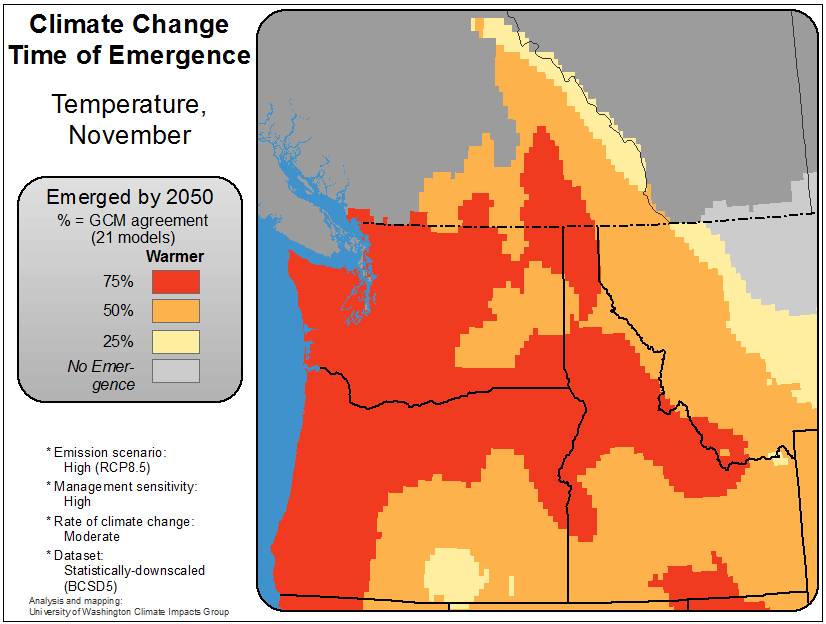 Climate Change
Time of Emergence
Temperature,
November
Emerged by 2050
% = GCM agreement
(21 models)
Warmer
75%
50%
25%
No Emer-
gence
* Emission scenario:
High (RCP8.5)
* Management sensitivity:
High
* Rate of climate change:
Moderate
* Dataset:
Statistically-downscaled
(BCSD5)
Analysis and mapping:
University of Washington Climate Impacts Group